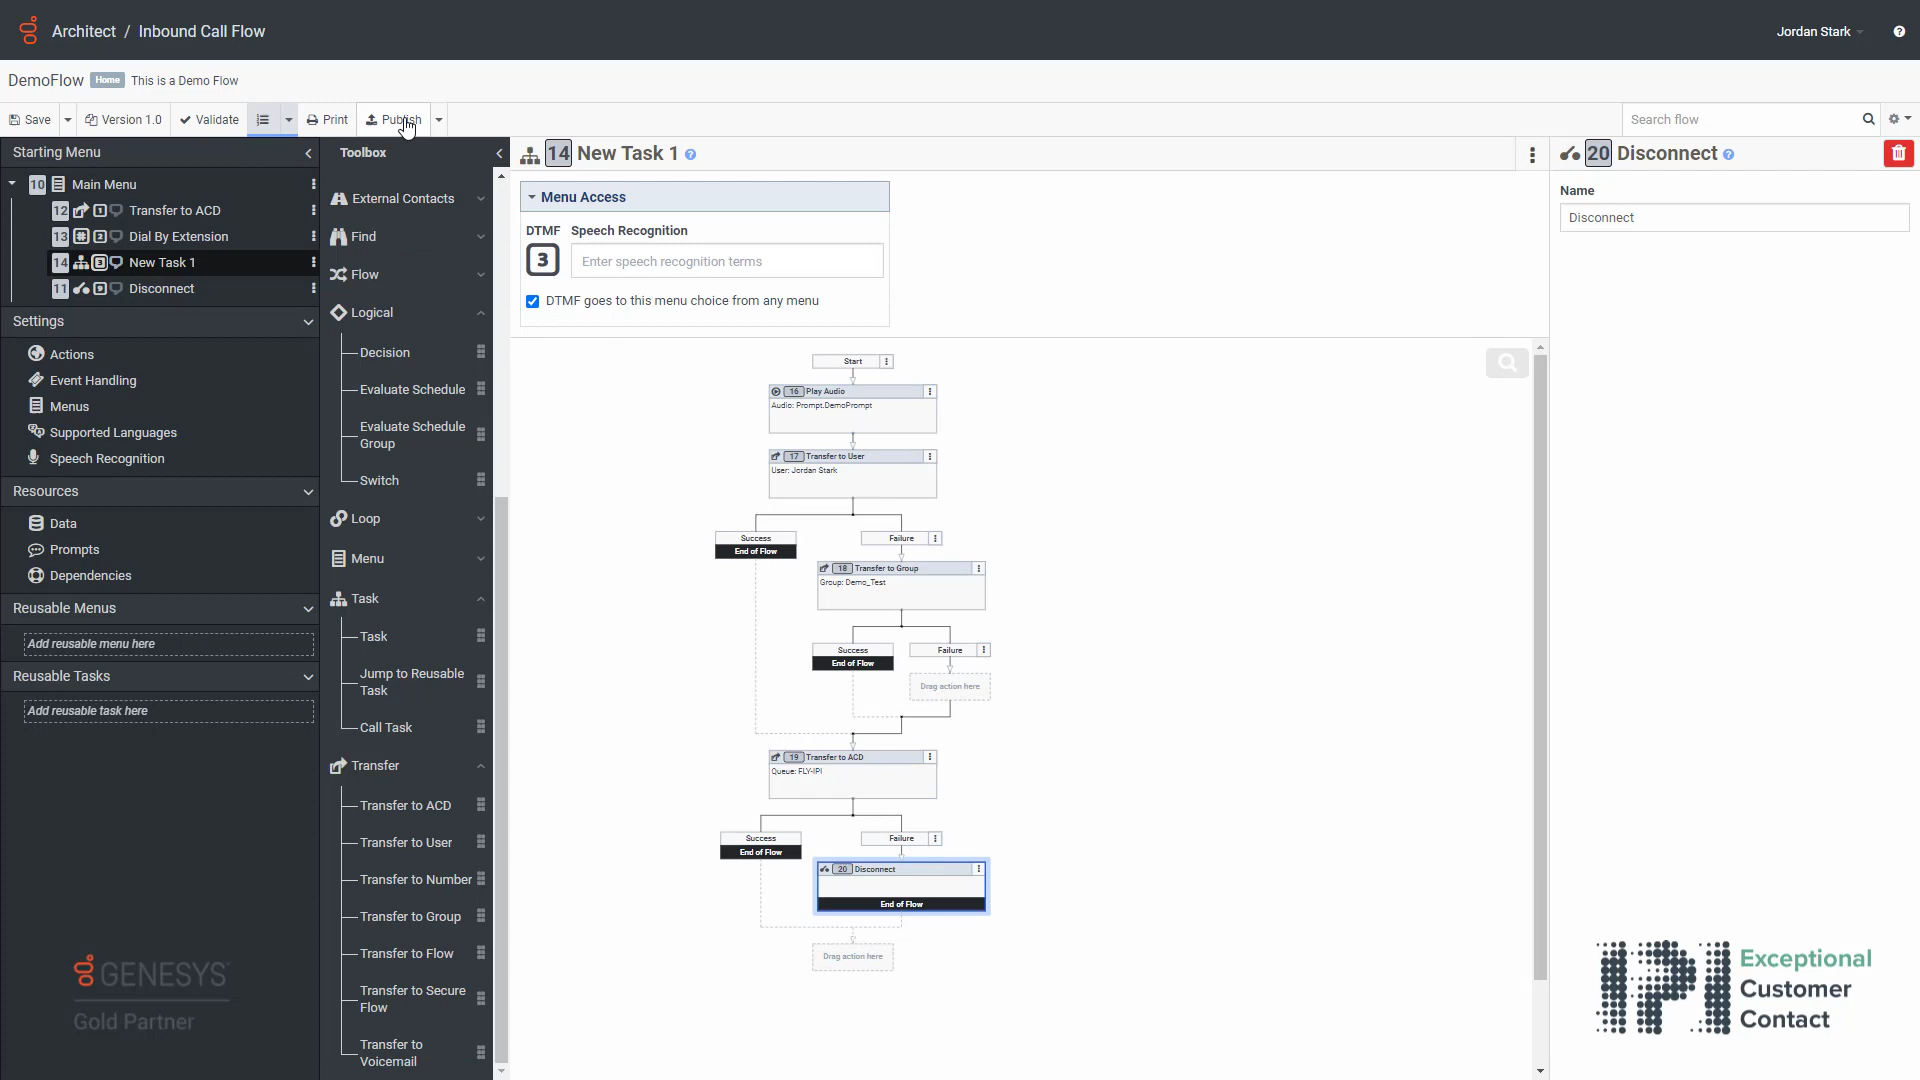 Architect / Inbound Call Flow
Jordan Stark
DemoFlow Home This is a Demo Flow
Save
Version 1.0
Validate
Print
Publish
Search flow
Starting Menu
10 Main Menu
12 1 Transfer to ACD
13 2 Dial By Extension
14 3 New Task 1
11 9 Disconnect
Settings
Actions
Event Handling
Menus
Supported Languages
Speech Recognition
Resources
Data
Prompts
Dependencies
Reusable Menus
Add reusable menu here
Reusable Tasks
Add reusable task here
GENESYS
Gold Partner
Toolbox
External Contacts
Find
Flow
Logical
Decision
Evaluate Schedule
Evaluate Schedule
Group
Switch
Loop
Menu
Task
Task
Jump to Reusable
Task
Call Task
Transfer
Transfer to ACD
Transfer to User
Transfer to Number
Transfer to Group
Transfer to Flow
Transfer to Secure
Flow
Transfer to
Voicemail
14 New Task 1 ?
Menu Access
DTMF Speech Recognition
3 Enter speech recognition terms
DTMF goes to this menu choice from any menu
Start
16 Play Audio
Audio: Prompt.DemoPrompt
17 Transfer to User
User: Jordan Stark
Success
End of Flow
Failure
18 Transfer to Group
Group: Demo_Test
Success
End of Flow
Failure
Drag action here
19 Transfer to ACD
Queue: FLY-IPI
Success
End of Flow
Failure
20 Disconnect
End of Flow
Drag action here
20 Disconnect ?
Name
Disconnect
IPI
Exceptional
Customer
Contact